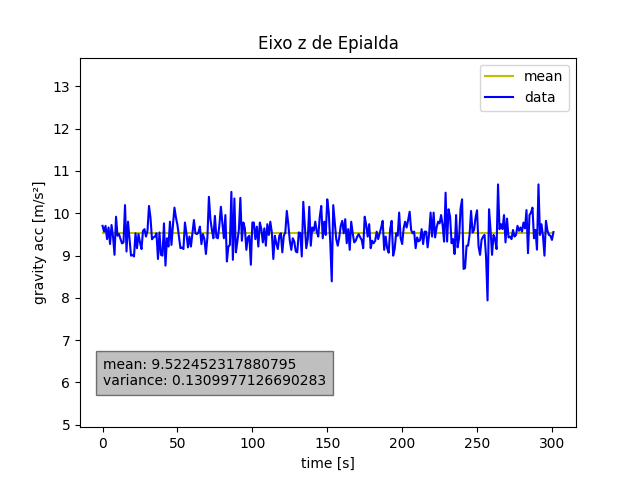 Eixo z de Epialda
mean
data
13
12
11
10
9
8
7
6
5
gravity acc [m/s²]
mean: 9.522452317880795
variance: 0.1309977126690283
0 50 100 150 200 250 300
time [s]